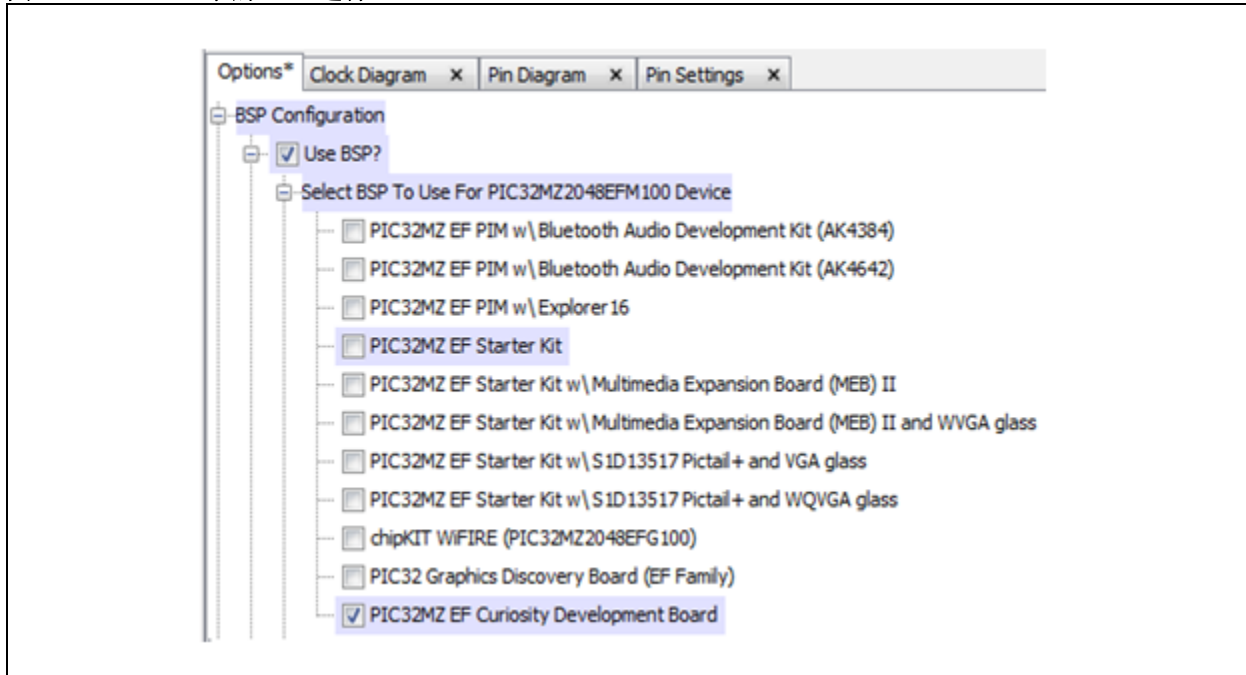 Options* Clock Diagram x Pin Diagram x Pin Settings x
BSP Configuration
Use BSP?
Select BSP To Use For PIC32MZ2048EFM100 Device
PIC32MZ EF PIM w\Bluetooth Audio Development Kit (AK4384)
PIC32MZ EF PIM w\Bluetooth Audio Development Kit (AK4642)
PIC32MZ EF PIM w\Explorer 16
PIC32MZ EF Starter Kit
PIC32MZ EF Starter Kit w\Multimedia Expansion Board (MEB) II
PIC32MZ EF Starter Kit w\Multimedia Expansion Board (MEB) II and WVGA glass
PIC32MZ EF Starter Kit w\S1D13517 Pictail+ and VGA glass
PIC32MZ EF Starter Kit w\S1D13517 Pictail+ and WQVGA glass
chipKIT WiFIRE (PIC32MZ2048EFG100)
PIC32 Graphics Discovery Board (EF Family)
PIC32MZ EF Curiosity Development Board